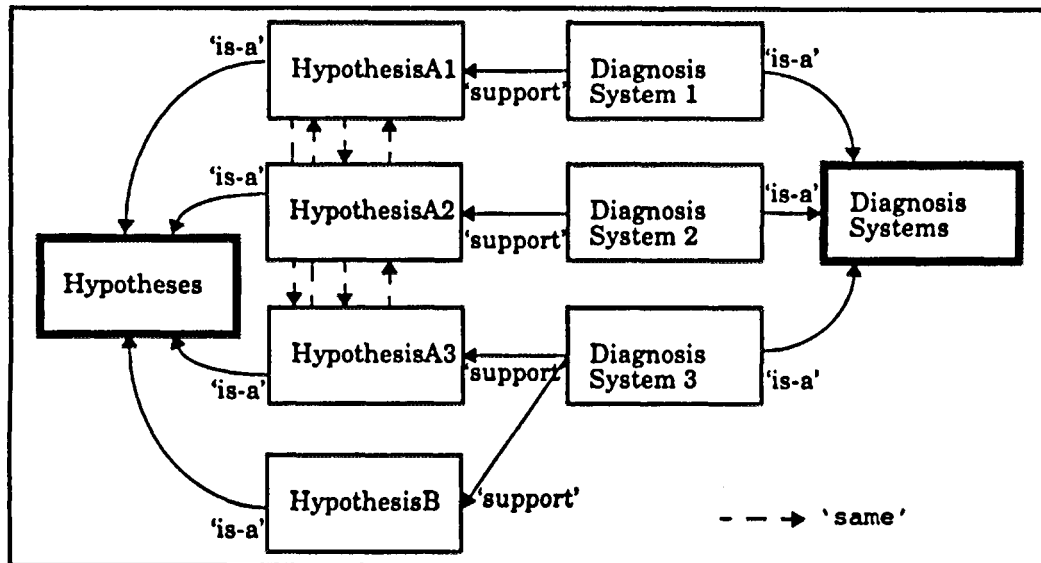 'is-a'
HypothesisA1
'support'
Diagnosis
System 1
'is-a'
'is-a'
HypothesisA2
'support'
Diagnosis
System 2
'is-a'
Diagnosis
Systems
Hypotheses
'is-a'
HypothesisA3
'support'
Diagnosis
System 3
'is-a'
'is-a'
HypothesisB
'support'
'same'